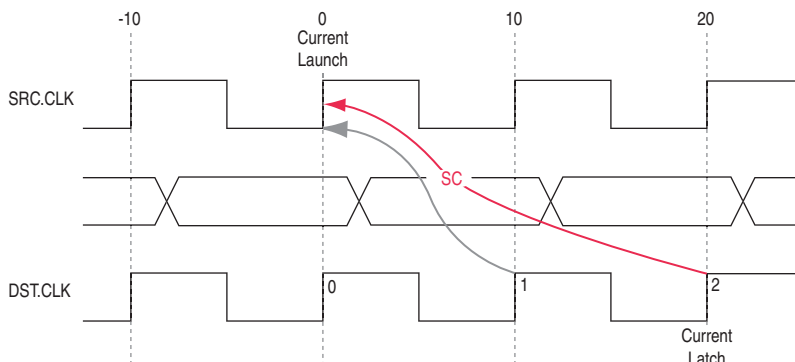 -10 0 10 20
Current
Launch
SRC.CLK
SC
DST.CLK
0 1 2
Current
Latch